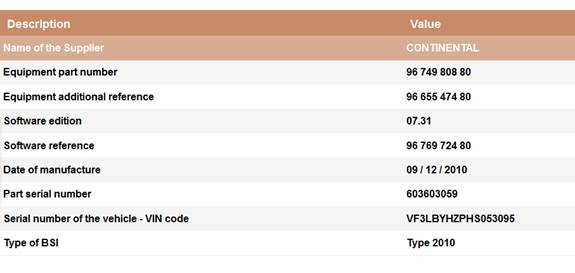 Description Value
Name of the Supplier CONTINENTAL
Equipment part number 96 749 808 80
Equipment additional reference 96 655 474 80
Software edition 07.31
Software reference 96 769 724 80
Date of manufacture 09 / 12 / 2010
Part serial number 603603059
Serial number of the vehicle - VIN code VF3LBYHZPHS053095
Type of BSI Type 2010